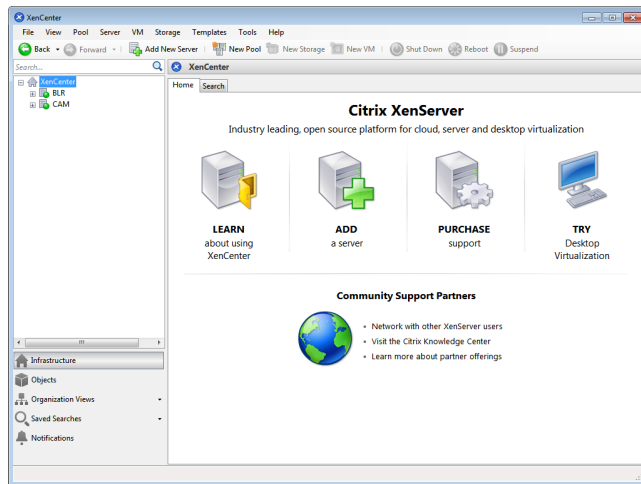 XenCenter
File View Pool Server VM Storage Templates Tools Help
Back Forward Add New Server New Pool New Storage New VM Shut Down Reboot Suspend
Search...
XenCenter
XenCenter
BLR
CAM
Home Search
Citrix XenServer
Industry leading, open source platform for cloud, server and desktop virtualization
LEARN
about using
XenCenter
ADD
a server
PURCHASE
support
TRY
Desktop
Virtualization
Community Support Partners
Network with other XenServer users
Visit the Citrix Knowledge Center
Learn more about partner offerings
Infrastructure
Objects
Organization Views
Saved Searches
Notifications